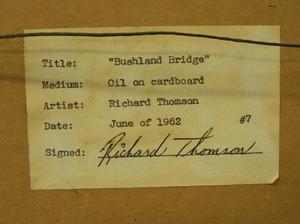 Title: "Bushland Bridge"
Medium: Oil on cardboard
Artist: Richard Thomson
Date: June of 1962 #7
Signed: Richard Thomson